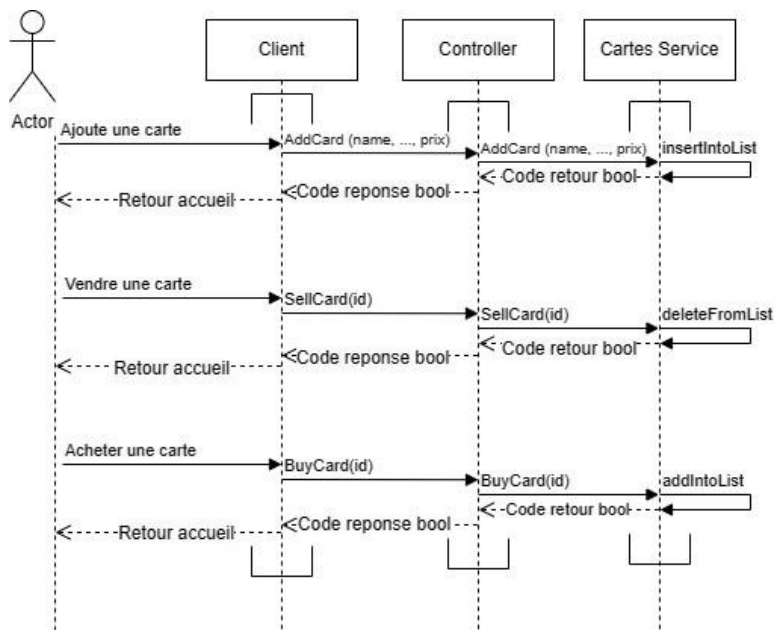 Client
Controller
Cartes Service
Actor
Ajoute une carte
AddCard (name, ..., prix)
AddCard (name, ..., prix)
insertIntoList
Code retour bool
Code reponse bool
Retour accueil
Vendre une carte
SellCard(id)
SellCard(id)
deleteFromList
Code retour bool
Code reponse bool
Retour accueil
Acheter une carte
BuyCard(id)
BuyCard(id)
addIntoList
Code retour bool
Code reponse bool
Retour accueil